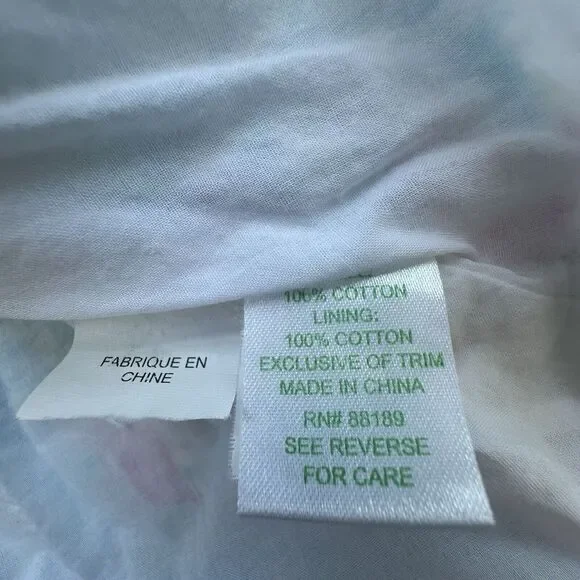 FABRIQUE EN
CHINE
100% COTTON
LINING:
100% COTTON
EXCLUSIVE OF TRIM
MADE IN CHINA
RN# 88189
SEE REVERSE
FOR CARE